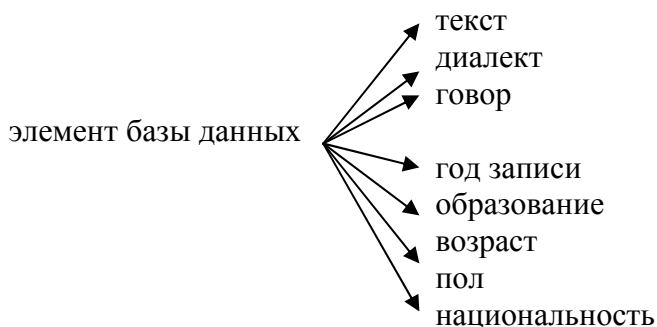 текст
диалект
говор
элемент базы данных
год записи
образование
возраст
пол
национальность